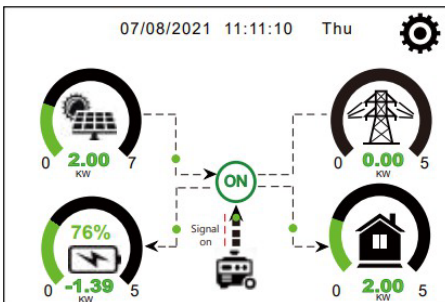 07/08/2021 11:11:10 Thu
0 2.00 7
KW
0 0.00 5
KW
ON
76%
Signal
on
0 -1.39 5
KW
0 2.00 5
KW